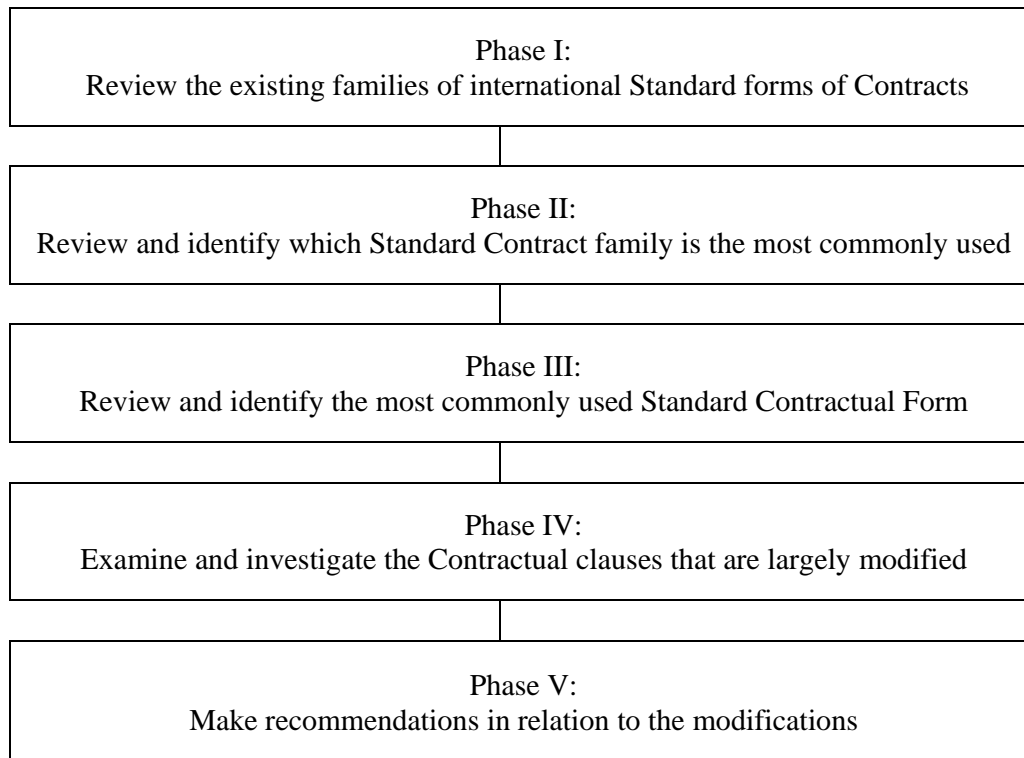 Phase I:
Review the existing families of international Standard forms of Contracts
Phase II:
Review and identify which Standard Contract family is the most commonly used
Phase III:
Review and identify the most commonly used Standard Contractual Form
Phase IV:
Examine and investigate the Contractual clauses that are largely modified
Phase V:
Make recommendations in relation to the modifications